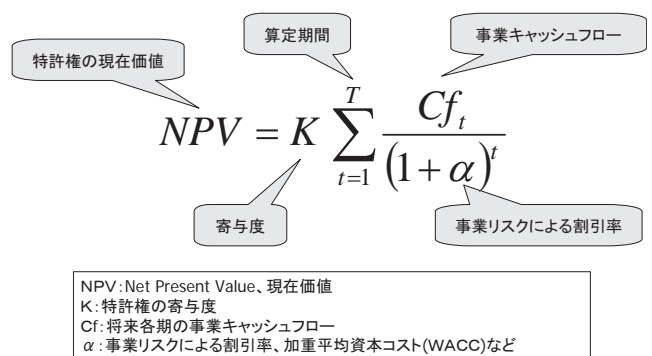 算定期間
事業キャッシュフロー
特許権の現在価値
NPV = K \sum_{t=1}^{T} \frac{Cf_t}{(1+α)^t}
寄与度
事業リスクによる割引率
NPV:Net Present Value、現在価値
K:特許権の寄与度
Cf:将来各期の事業キャッシュフロー
α:事業リスクによる割引率、加重平均資本コスト(WACC)など